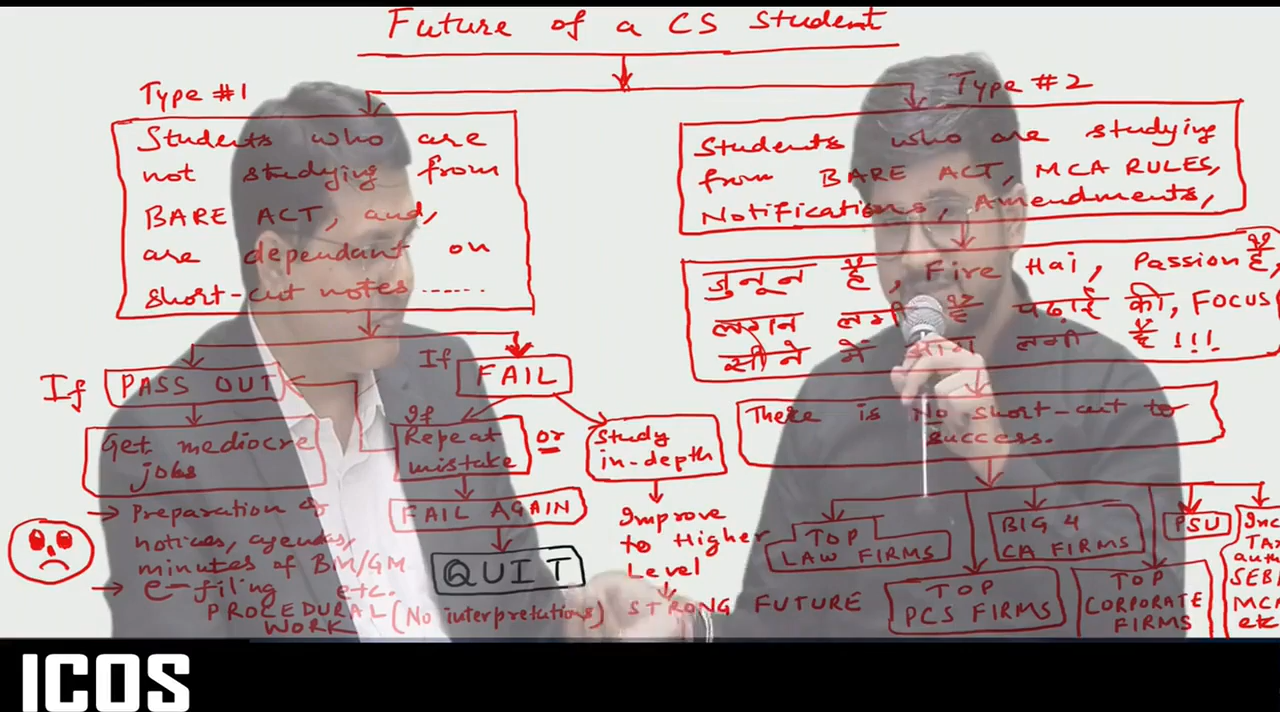 Future of a CS Student
Type #1
Students who are
not studying from
BARE ACT, and,
are dependant on
short-cut notes ......
If
PASS OUT
Get mediocre
jobs
→ Preparation of
notices, agendas,
minutes of BM/GM
→ e-filing etc.
PROCEDURAL
WORK
(No interpretations)
If
FAIL
If
Repeat
mistake
or
Study
in-depth
FAIL AGAIN
QUIT
Improve
to Higher
Level
STRONG FUTURE
Type #2
Students who are studying
from BARE ACT, MCA RULES,
Notifications, Amendments,
जुनून है, Fire Hai, Passion है,
लगन लगी है पढ़ाई की, FOCUS
सीने में आग लगी है !!!
There is No short-cut to
success.
TOP
LAW FIRMS
TOP
PCS FIRMS
BIG 4
CA FIRMS
TOP
CORPORATE
FIRMS
PSU
TAX
SEBI
MCA
etc
ICOS